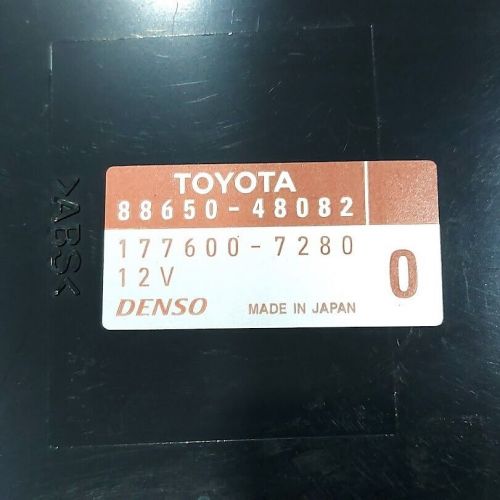 TOYOTA
88650-48082
177600-7280
12V
0
DENSO MADE IN JAPAN
>ABS<